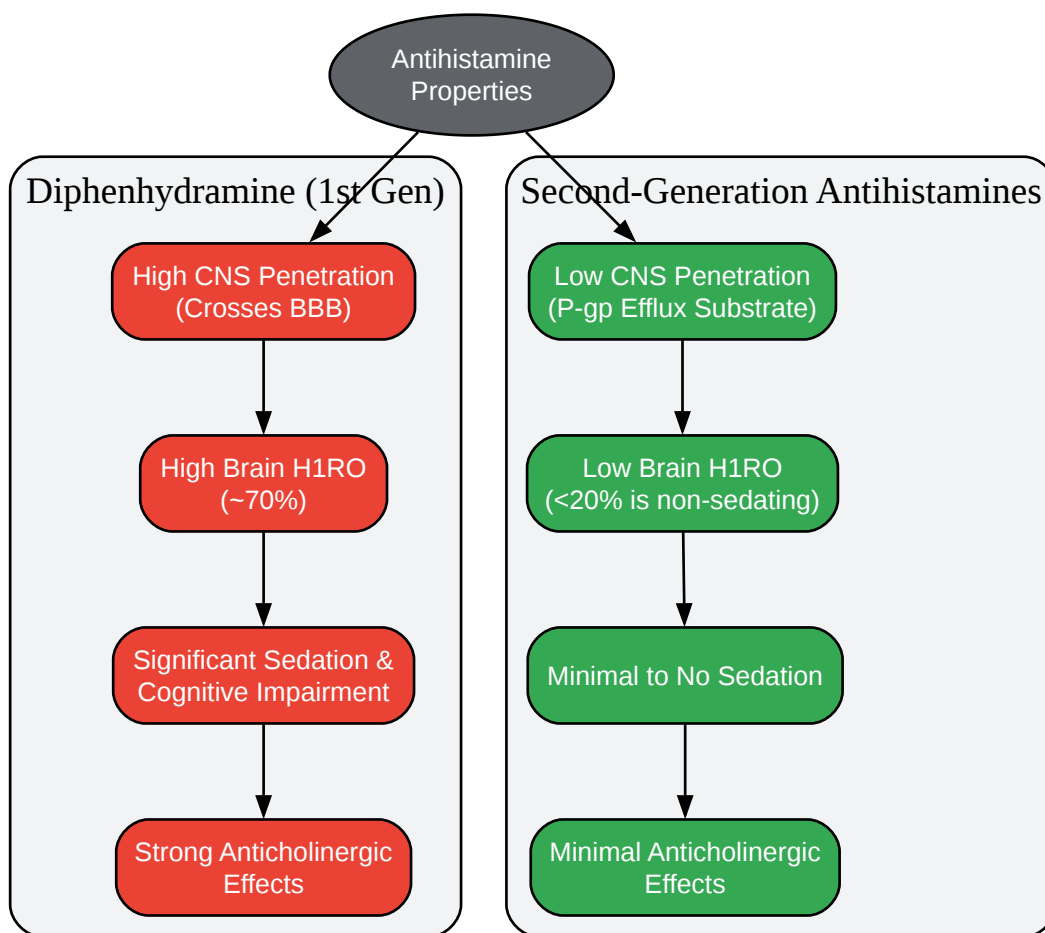 Antihistamine
Properties
Diphenhydramine (1st Gen)
High CNS Penetration
(Crosses BBB)
High Brain H1RO
(~70%)
Significant Sedation &
Cognitive Impairment
Strong Anticholinergic
Effects
Second-Generation Antihistamines
Low CNS Penetration
(P-gp Efflux Substrate)
Low Brain H1RO
(<20% is non-sedating)
Minimal to No Sedation
Minimal Anticholinergic
Effects